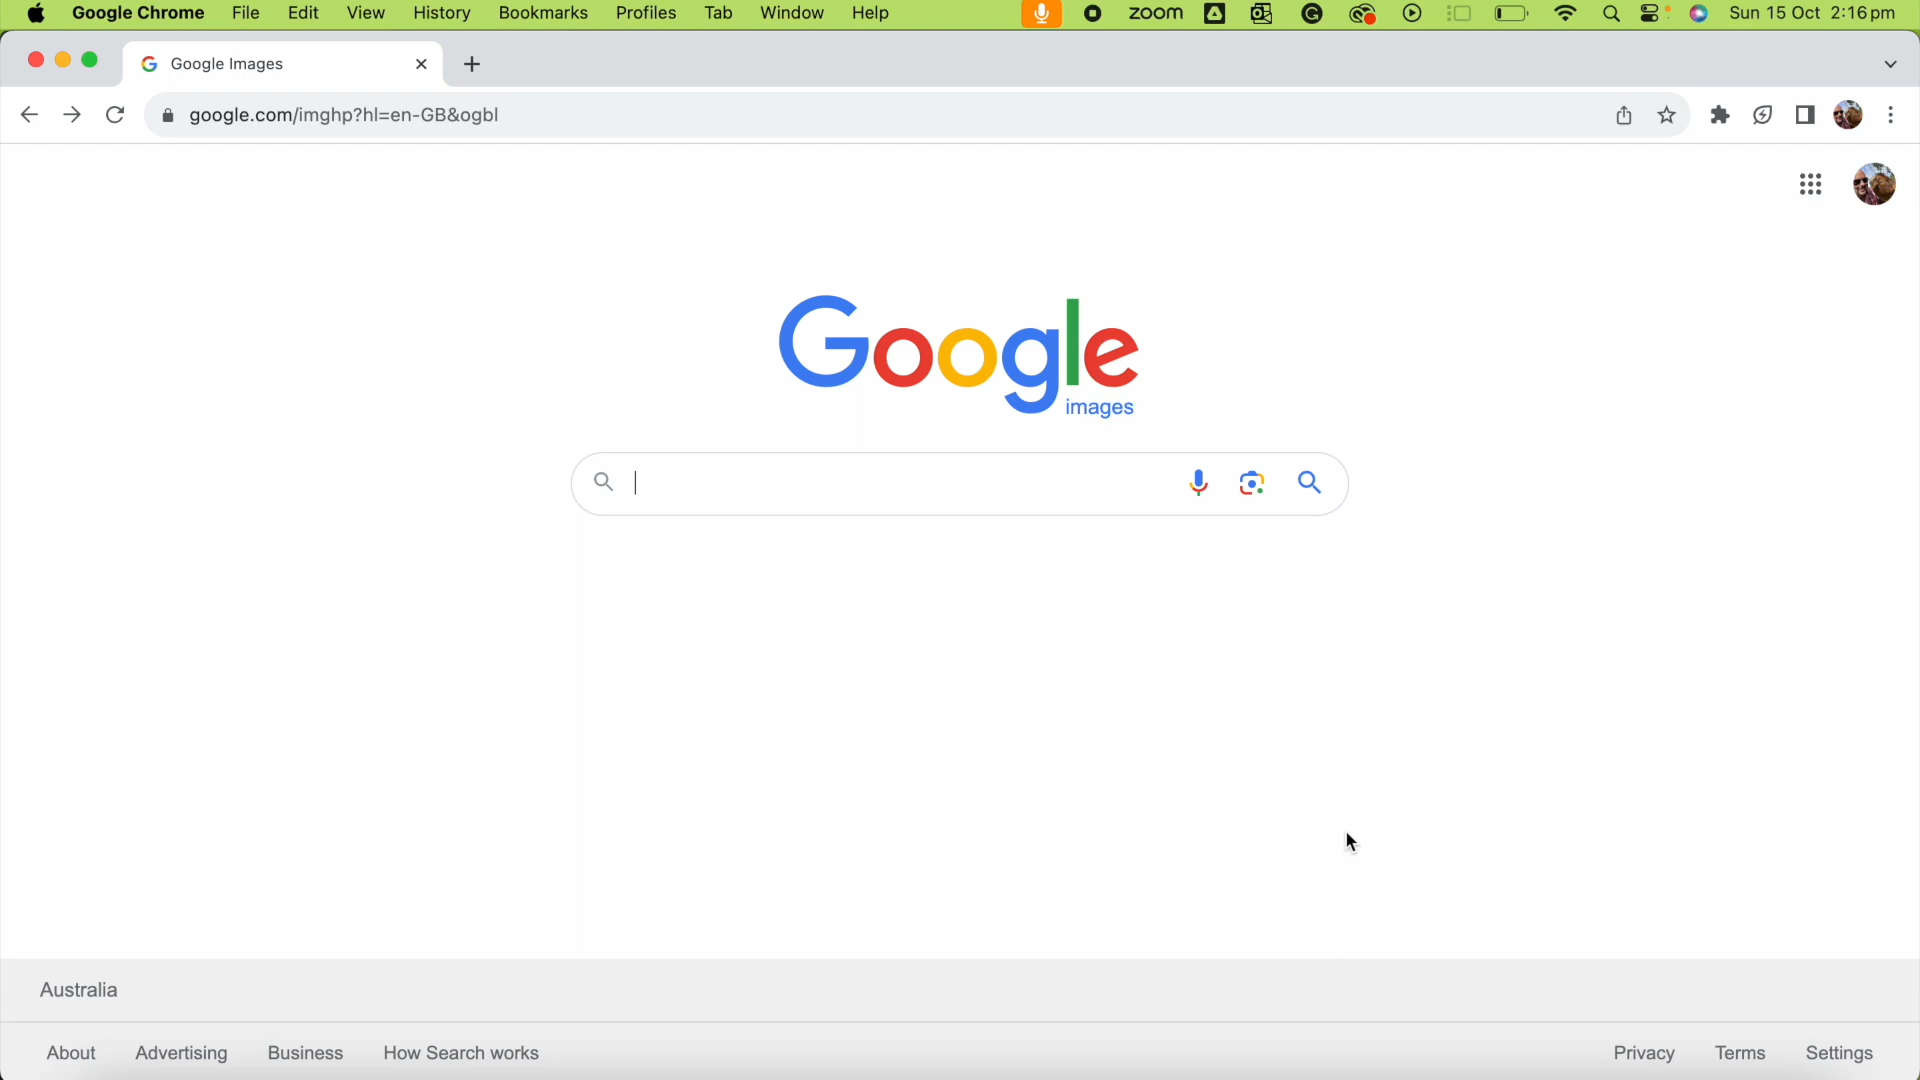 Google Chrome File Edit View History Bookmarks Profiles Tab Window Help zoom Sun 15 Oct 2:16 pm
Google Images
google.com/imghp?hl=en-GB&ogbl
Google
images
Australia
About Advertising Business How Search works Privacy Terms Settings